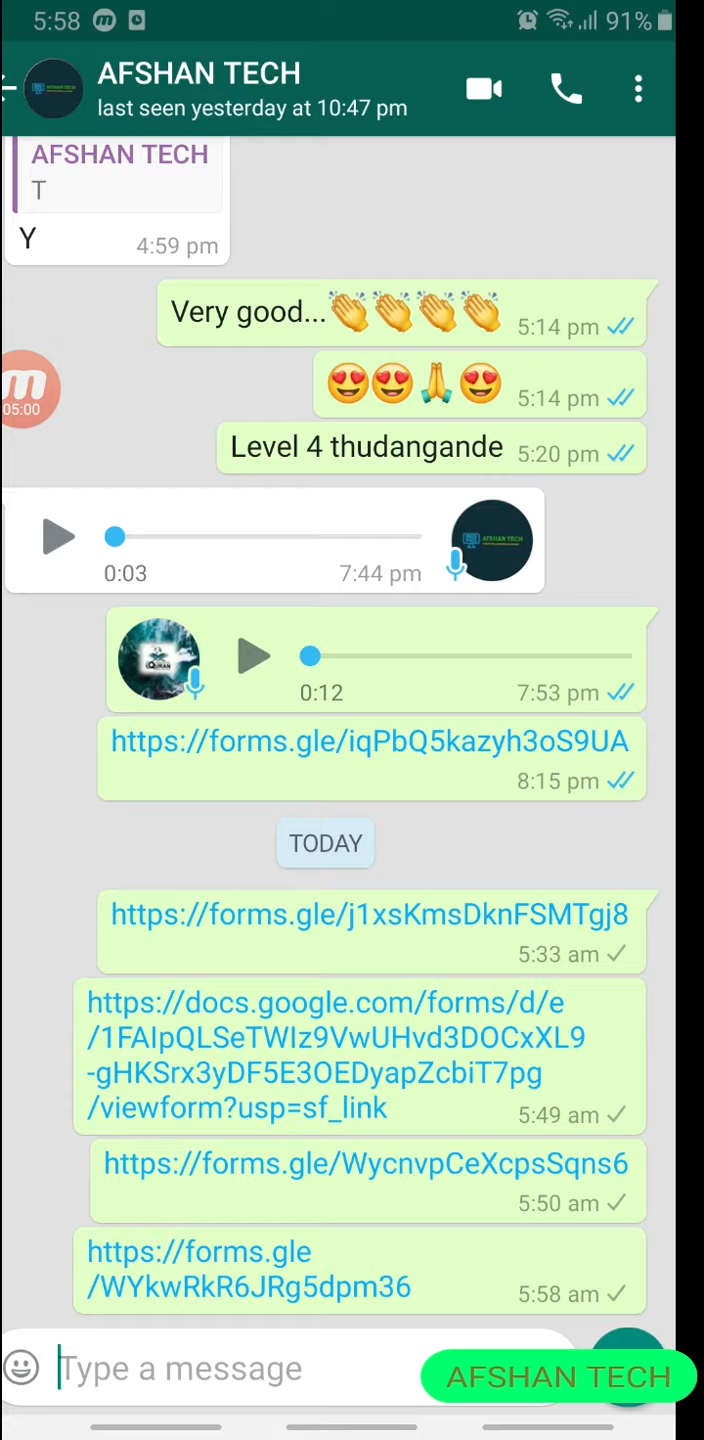 5:58
91%
AFSHAN TECH
last seen yesterday at 10:47 pm
AFSHAN TECH
T
Y
4:59 pm
Very good...👏👏👏👏 5:14 pm
05:00
😍😍🙏😍 5:14 pm
Level 4 thudangande 5:20 pm
0:03 7:44 pm
0:12 7:53 pm
https://forms.gle/iqPbQ5kazyh3oS9UA
8:15 pm
TODAY
https://forms.gle/j1xsKmsDknFSMTgj8
5:33 am
https://docs.google.com/forms/d/e
/1FAIpQLSeTWIz9VwUHvd3DOCxXL9
-gHKSrx3yDF5E3OEDyapZcbiT7pg
/viewform?usp=sf_link 5:49 am
https://forms.gle/WycnvpCeXcpsSqns6
5:50 am
https://forms.gle
/WYkwRkR6JRg5dpm36 5:58 am
Type a message
AFSHAN TECH